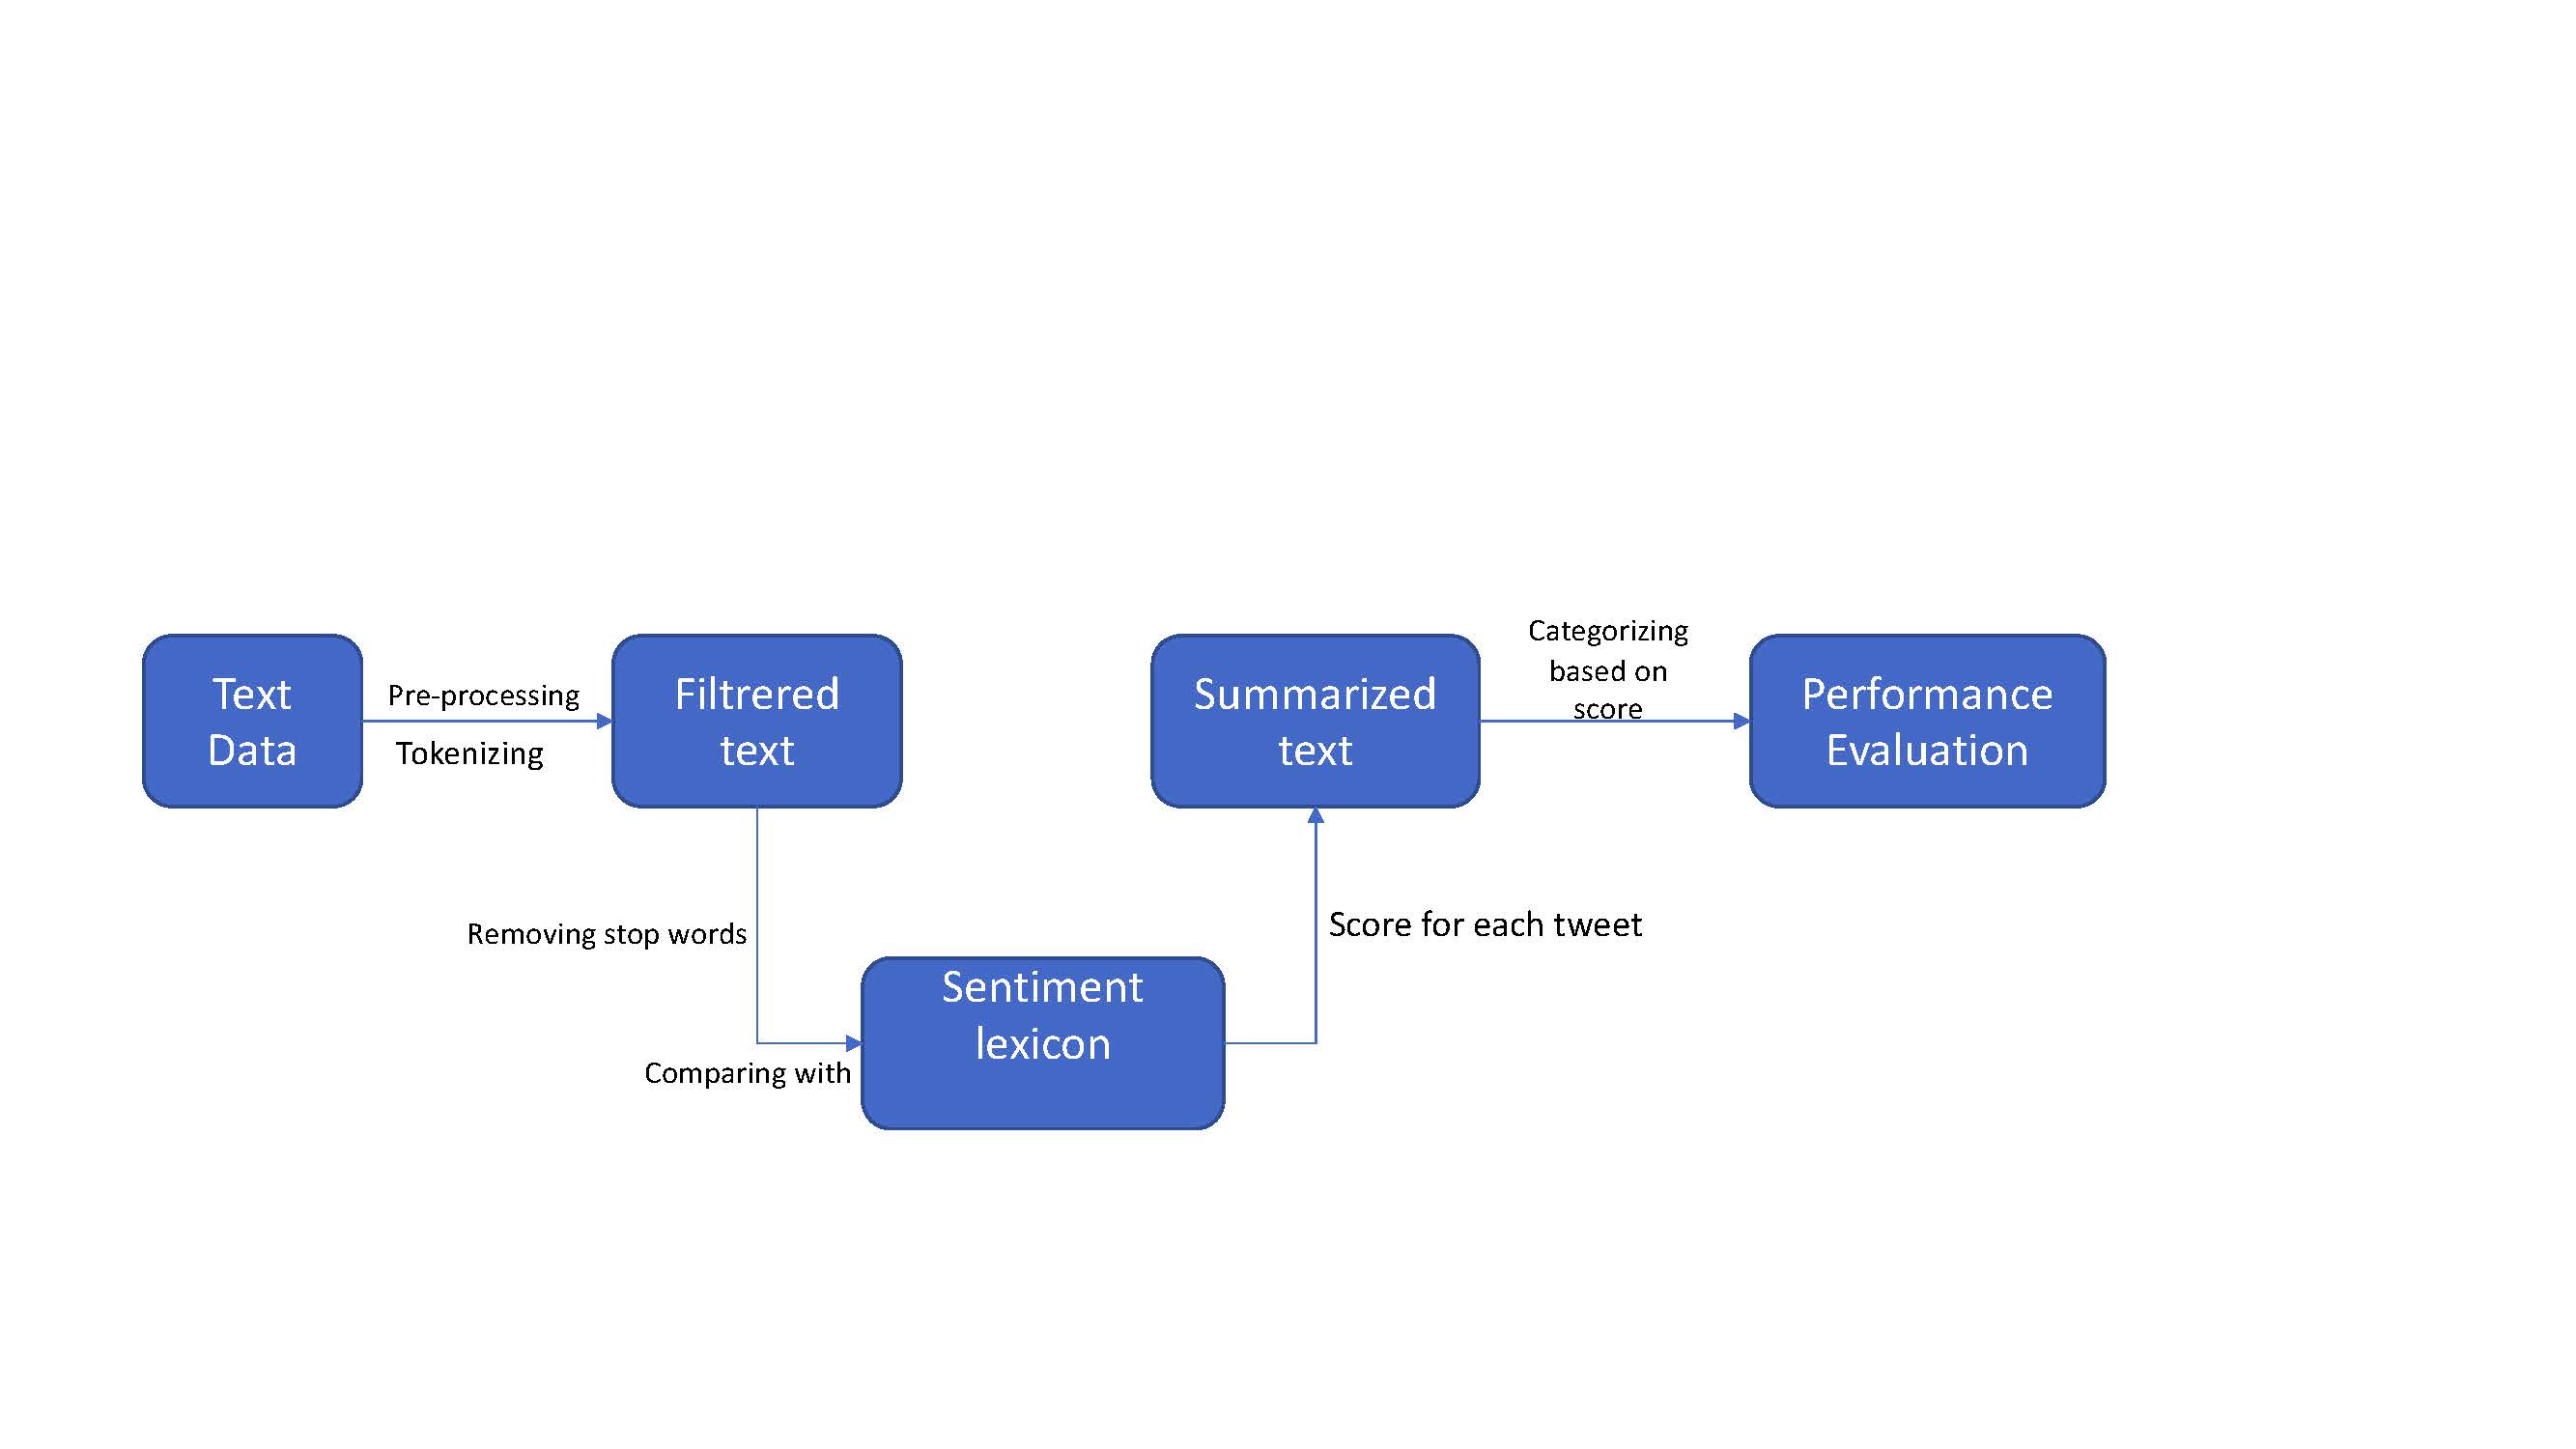 Text
Data
Pre-processing
Tokenizing
Filtrered
text
Removing stop words
Comparing with
Sentiment
lexicon
Score for each tweet
Summarized
text
Categorizing
based on
score
Performance
Evaluation